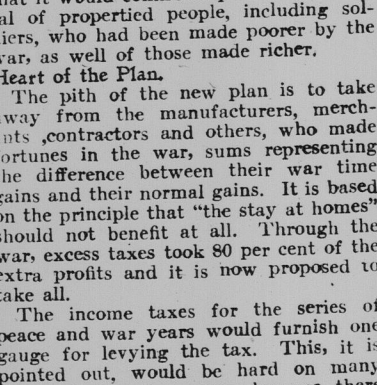 al of propertied people, including sol-
iers, who had been made poorer by the
var, as well of those made richer.
Heart of the Plan.
The pith of the new plan is to take
away from the manufacturers, merch-
nts ,contractors and others, who made
ortunes in the war, sums representing
he difference between their war time
gains and their normal gains. It is based
on the principle that "the stay at homes"
should not benefit at all. Through the
war, excess taxes took 80 per cent of the
extra profits and it is now proposed to
take all.
The income taxes for the series of
peace and war years would furnish one
gauge for levying the tax. This, it is
pointed out, would be hard on many